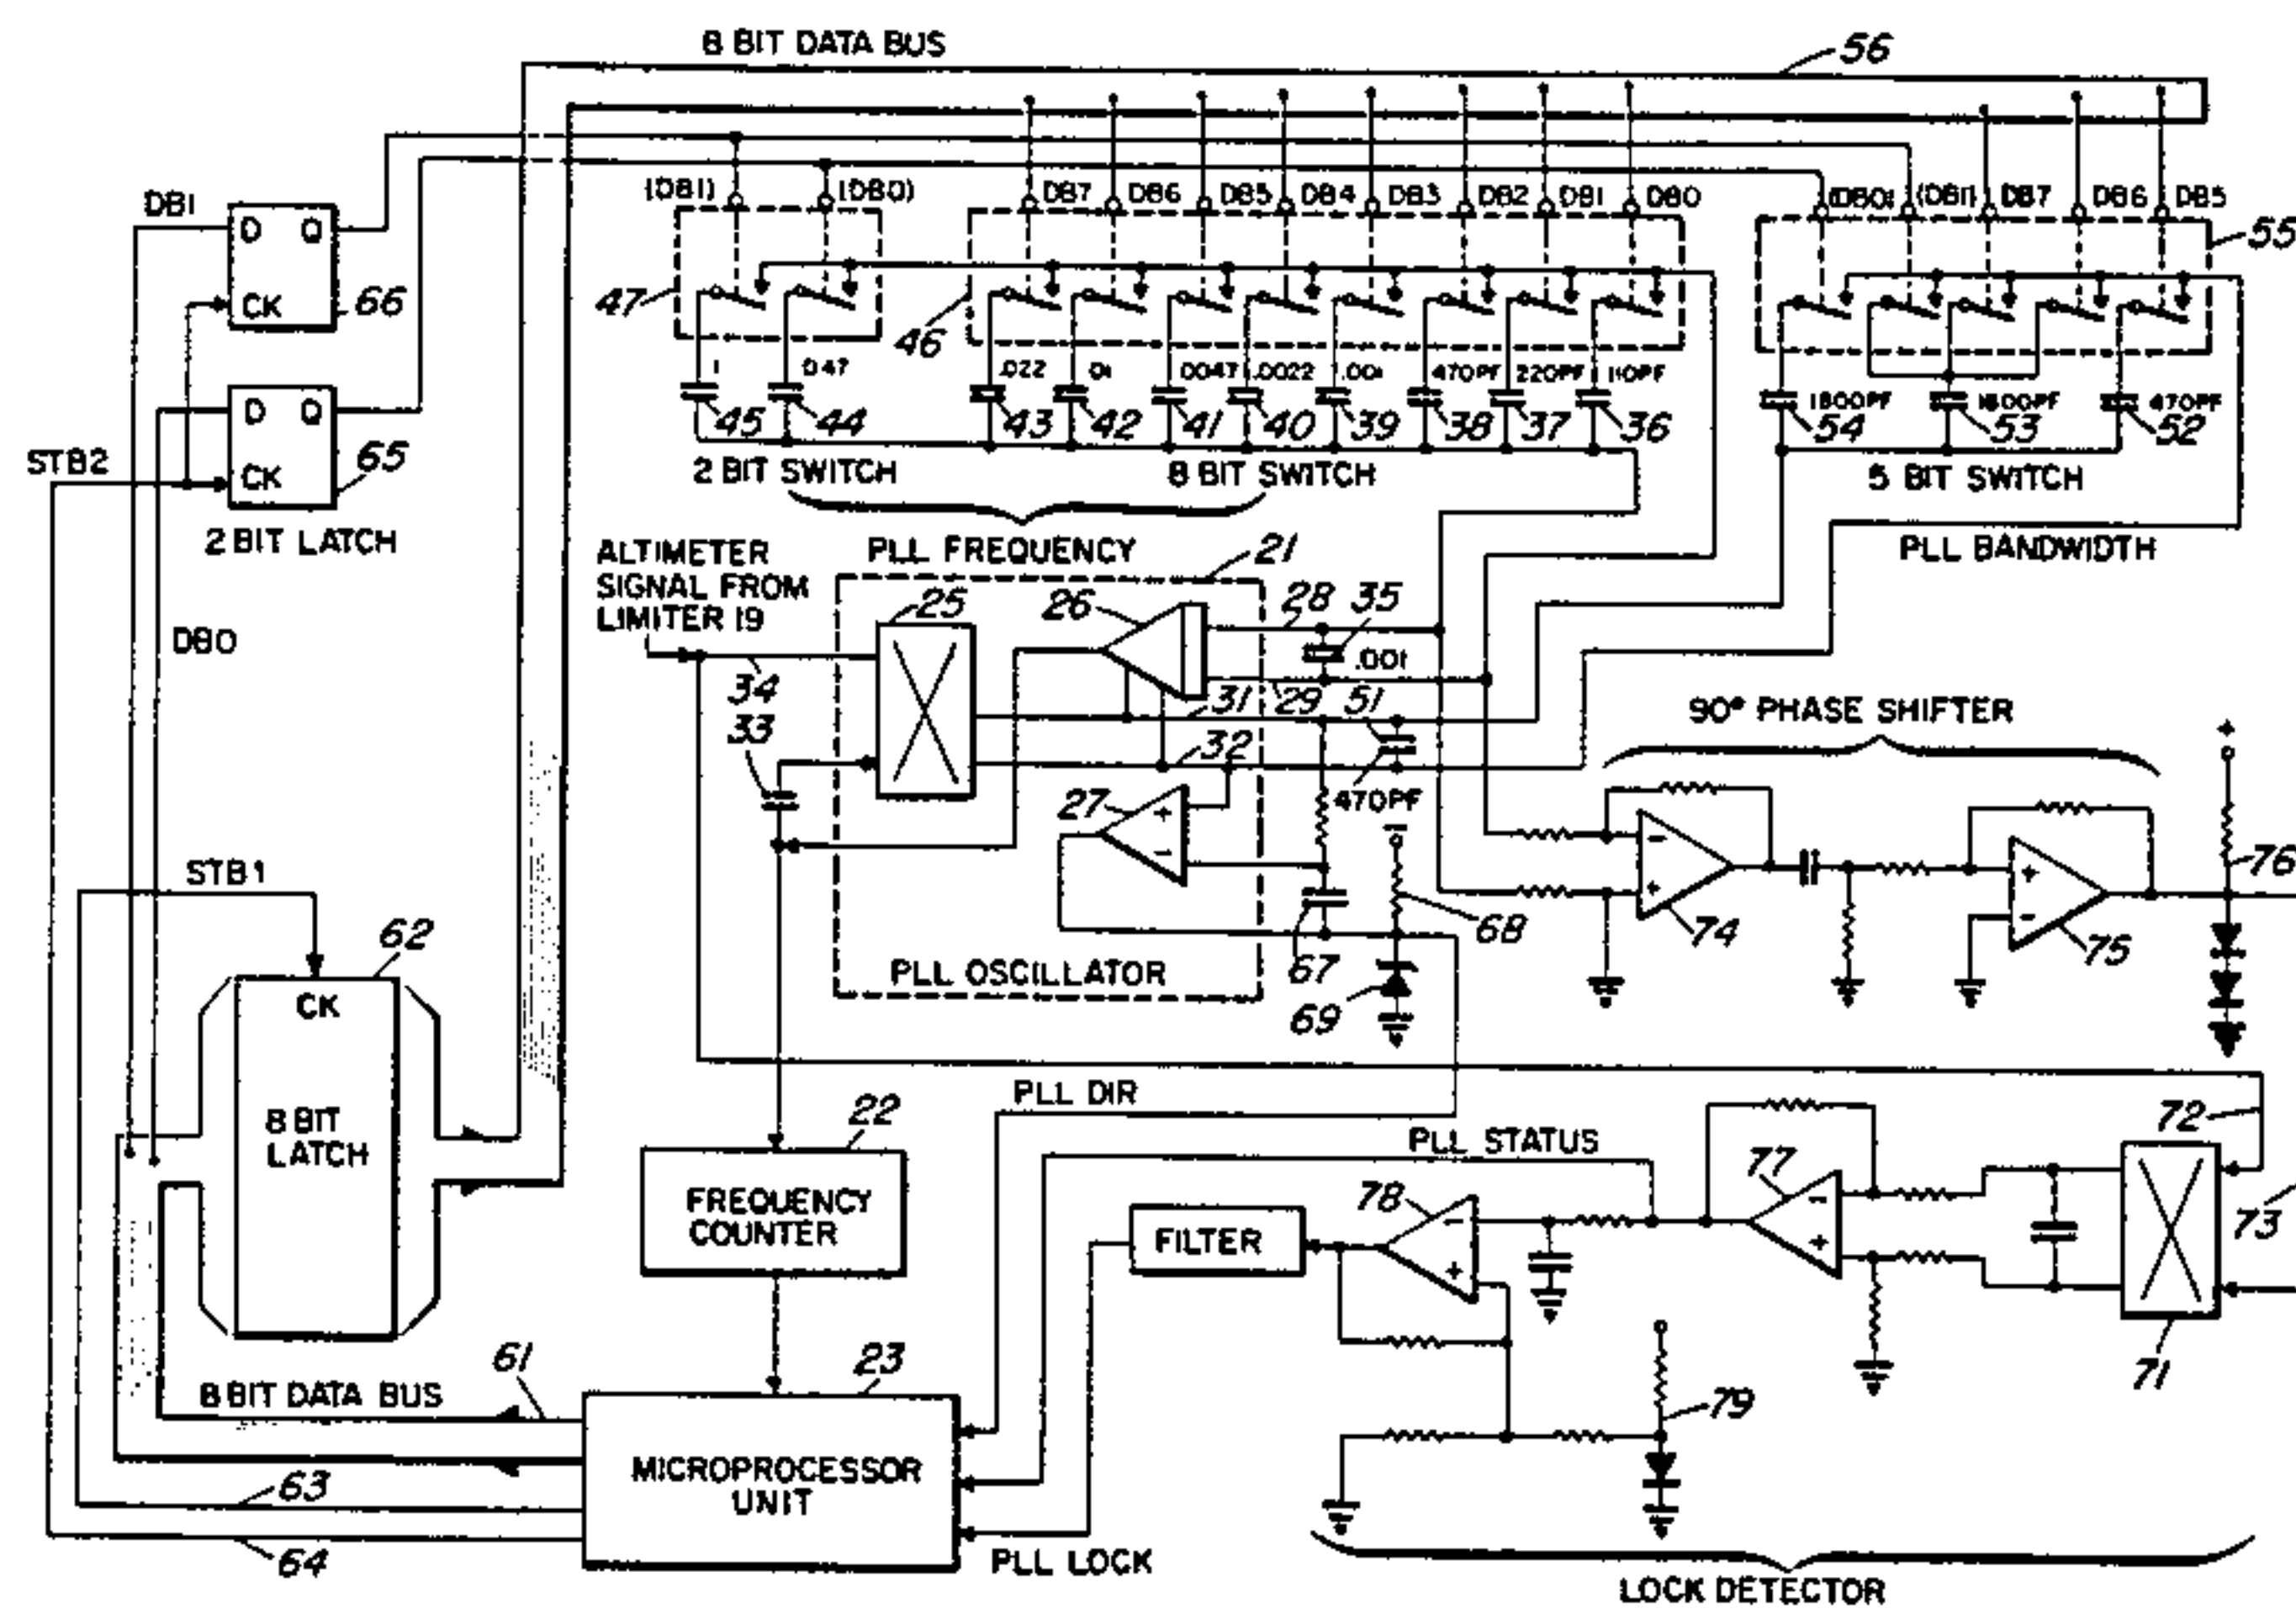 8 BIT DATA BUS
56
DB1
D Q
CK
66
D Q
CK
65
STB2
2 BIT LATCH
DB0
(DB1) (DB0)
47
DB7 DB6 DB5 DB4 DB3 DB2 DB1 DB0
46
(DB0) (DB1) DB7 DB6 DB5
55
.1 .047 .022 .01 .0047 .0022 .001 470PF 220PF 110PF
45 44 43 42 41 40 39 38 37 36
1800PF 1800PF 470PF
54 53 52
2 BIT SWITCH
8 BIT SWITCH
5 BIT SWITCH
PLL FREQUENCY
PLL BANDWIDTH
ALTIMETER
SIGNAL FROM
LIMITER 19
21
25
26
28
35
.001
34
29
31
51
32
33
470PF
27
+
-
-
67
68
69
PLL OSCILLATOR
90° PHASE SHIFTER
+
-
+
74
+
-
75
76
STB1
62
CK
8 BIT
LATCH
PLL DIR
22
FREQUENCY
COUNTER
PLL STATUS
72
77
-
+
73
71
78
-
+
FILTER
79
61
8 BIT DATA BUS
23
MICROPROCESSOR
UNIT
63
64
PLL LOCK
LOCK DETECTOR